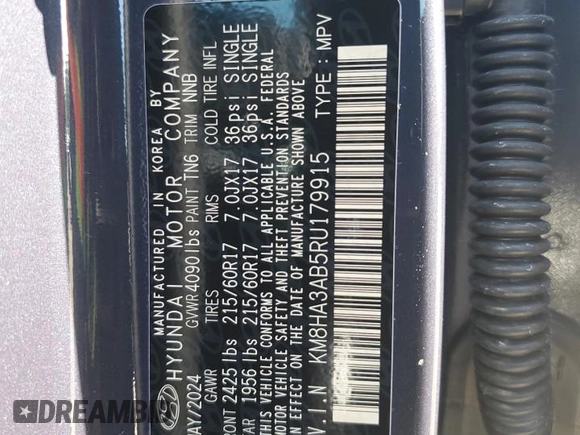 MANUFACTURED IN KOREA BY
HYUNDAI MOTOR COMPANY
AY/2024 GVWR 4090 lbs PAINT TN6 TRIM NNB
GAWR TIRES RIMS COLD TIRE INFL
RONT 2425 lbs 215/60R17 7.0JX17 36psi SINGLE
AR 1956 lbs 215/60R17 7.0JX17 36psi SINGLE
THIS VEHICLE CONFORMS TO ALL APPLICABLE U.S.A. FEDERAL
MOTOR VEHICLE SAFETY AND THEFT PREVENTION STANDARDS
IN EFFECT ON THE DATE OF MANUFACTURE SHOWN ABOVE
V.I.N KM8HA3AB5RU179915 TYPE : MPV
DREAMBID